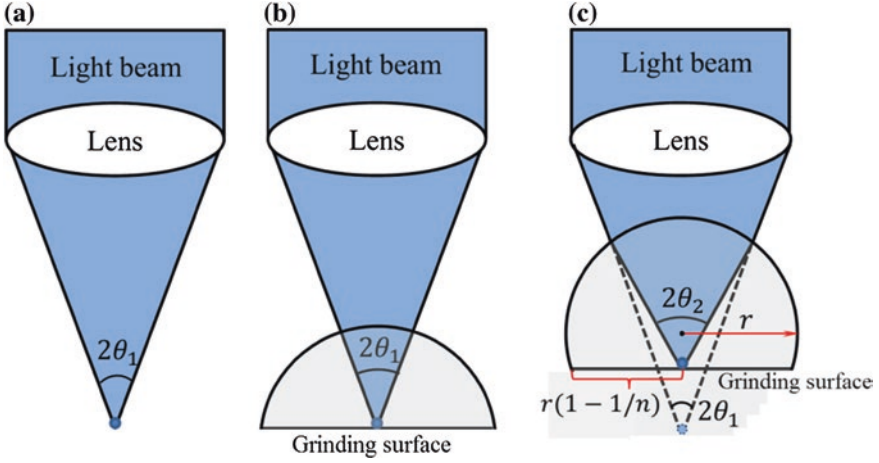 (a)
Light beam
Lens
2θ₁
(b)
Light beam
Lens
2θ₁
Grinding surface
(c)
Light beam
Lens
2θ₂
r
Grinding surface
r(1 − 1/n)
2θ₁